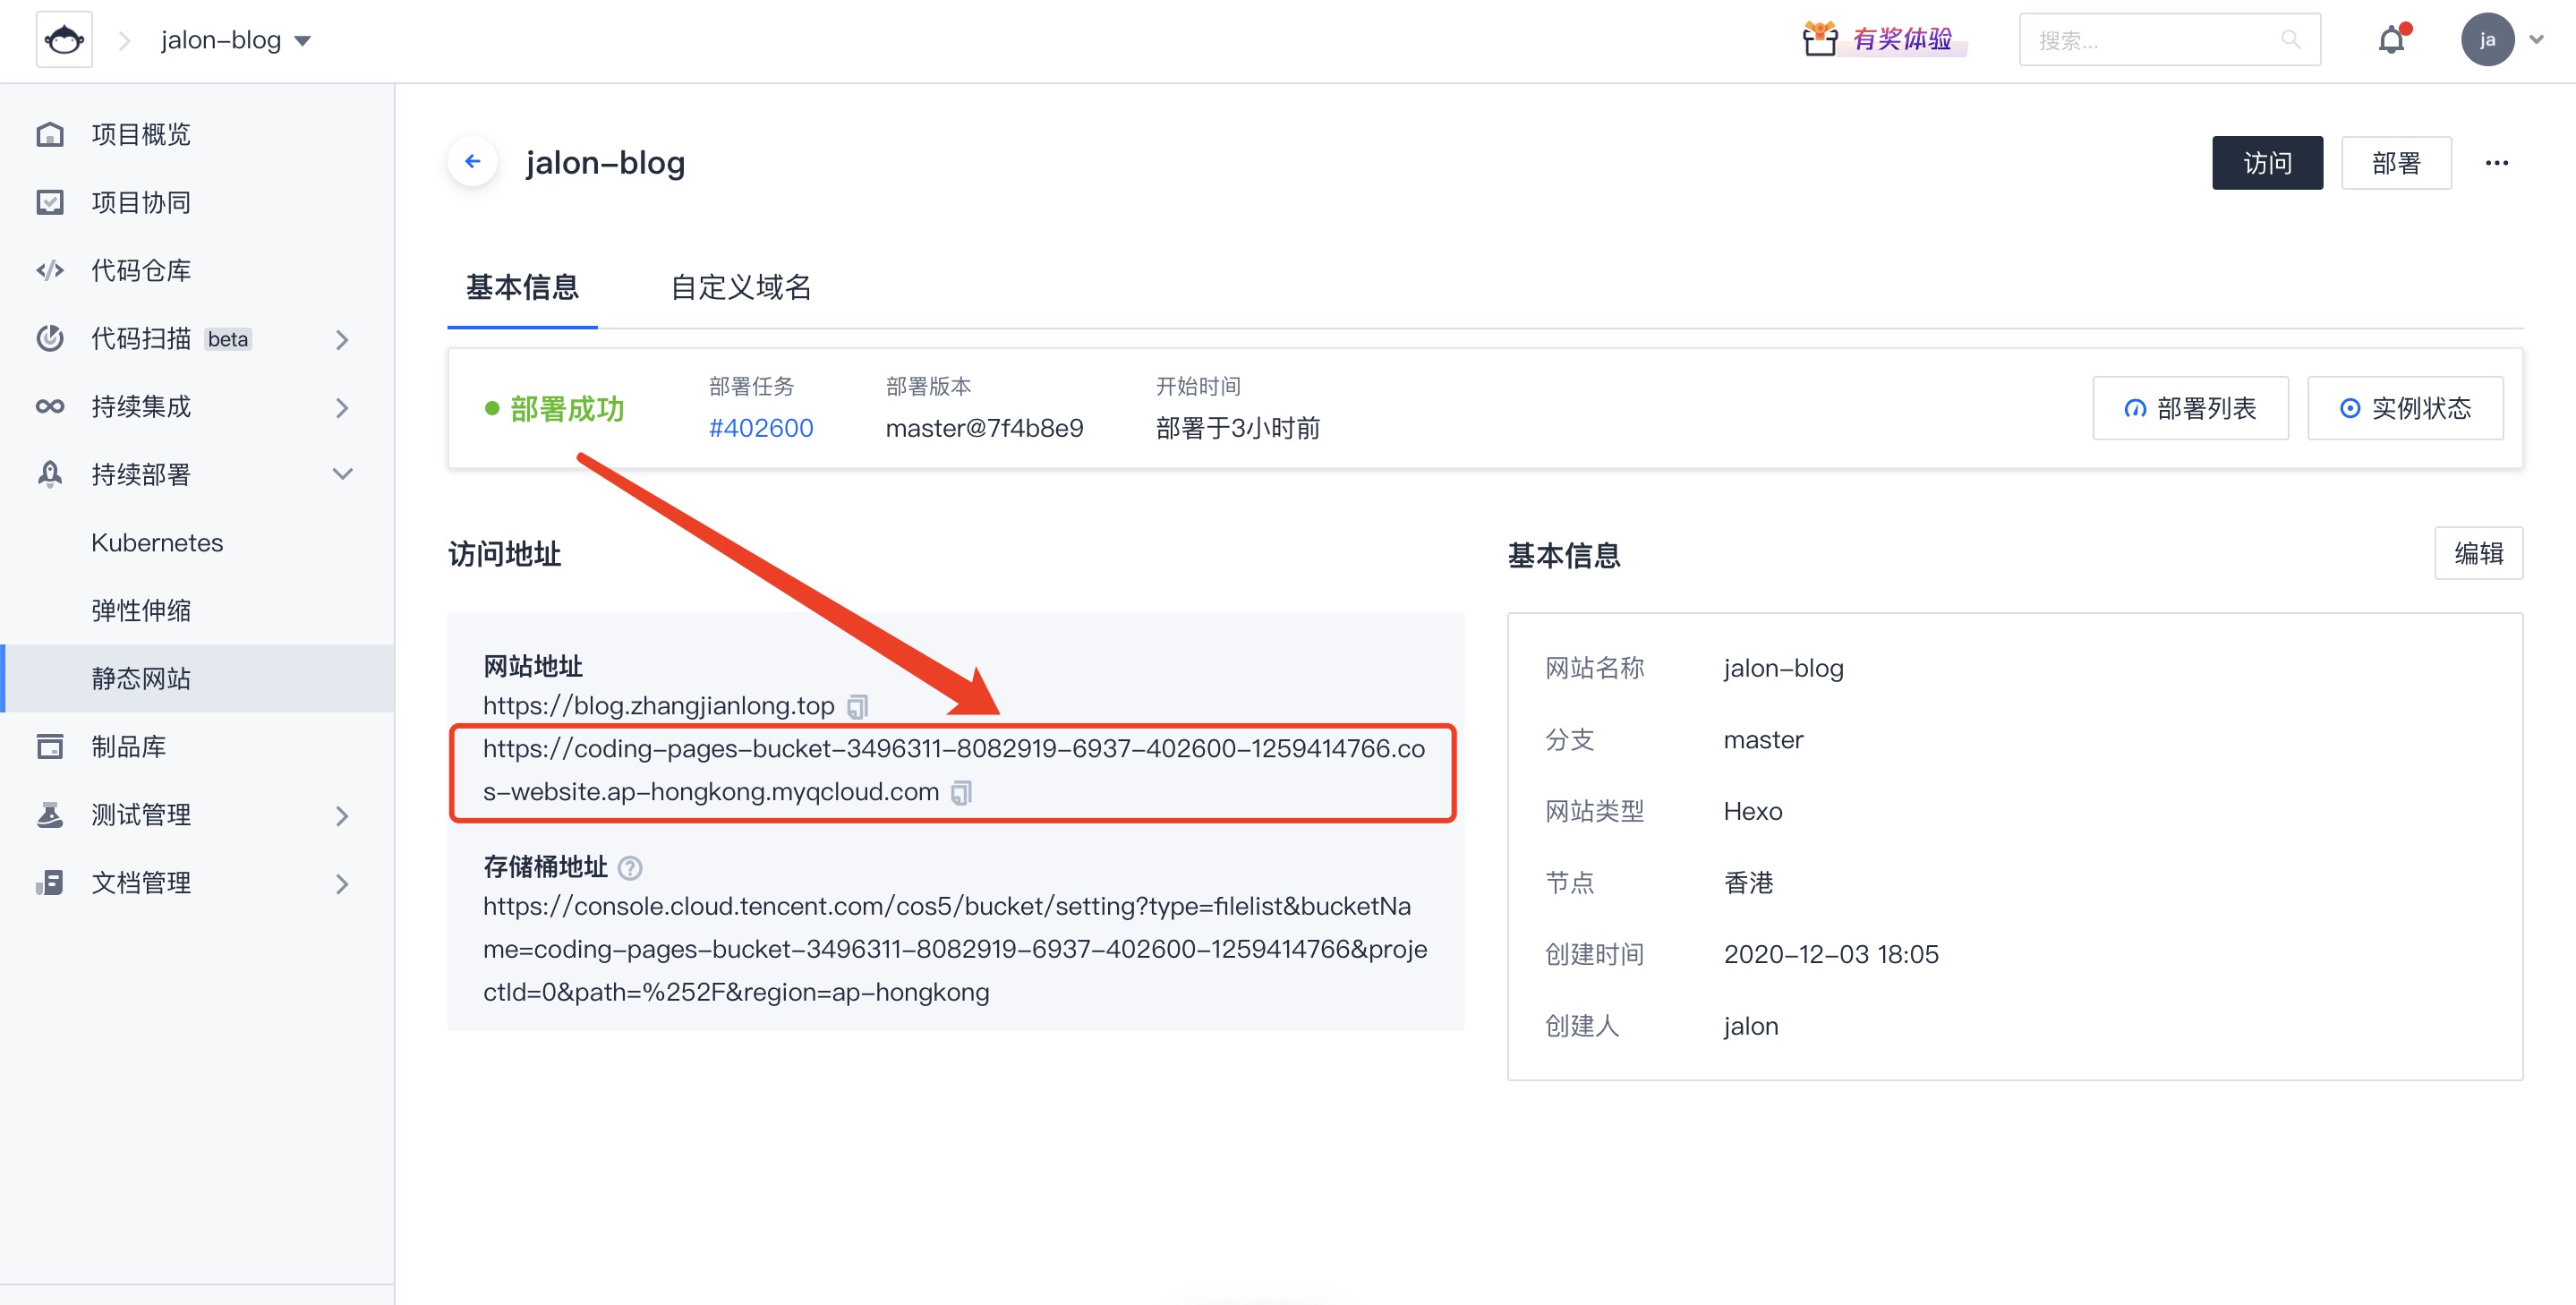 jalon-blog
有奖体验
搜索...
ja
项目概览
项目协同
代码仓库
代码扫描 beta
持续集成
持续部署
Kubernetes
弹性伸缩
静态网站
制品库
测试管理
文档管理
jalon-blog
访问
部署
基本信息
自定义域名
部署成功
部署任务
#402600
部署版本
master@7f4b8e9
开始时间
部署于3小时前
部署列表
实例状态
访问地址
网站地址
https://blog.zhangjianlong.top
https://coding-pages-bucket-3496311-8082919-6937-402600-1259414766.co
s-website.ap-hongkong.myqcloud.com
存储桶地址
https://console.cloud.tencent.com/cos5/bucket/setting?type=filelist&bucketNa
me=coding-pages-bucket-3496311-8082919-6937-402600-1259414766&proje
ctId=0&path=%252F&region=ap-hongkong
基本信息
编辑
网站名称 jalon-blog
分支 master
网站类型 Hexo
节点 香港
创建时间 2020-12-03 18:05
创建人 jalon